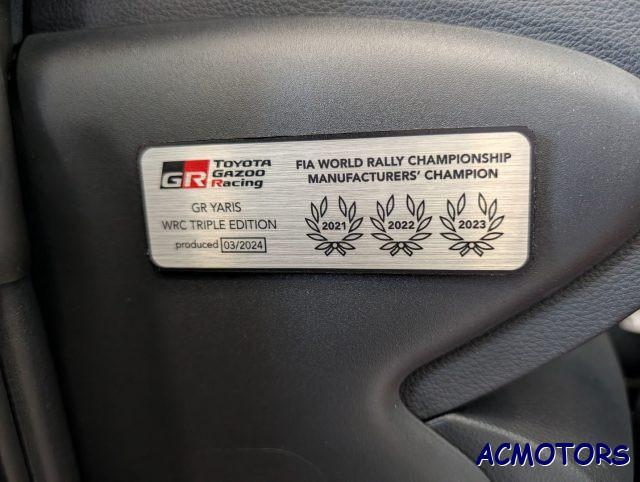 GR TOYOTA
GAZOO
Racing
GR YARIS
WRC TRIPLE EDITION
produced 03/2024
FIA WORLD RALLY CHAMPIONSHIP
MANUFACTURERS' CHAMPION
2021 2022 2023
ACMOTORS